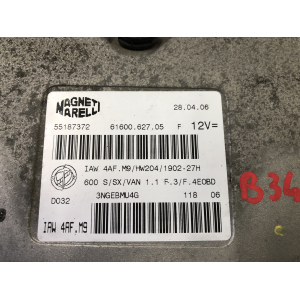 MAGNETI
MARELLI
28.04.06
55187372 61600.627.05 F 12V=
IAW 4AF.M9/HW204/1902-27H
600 S/SX/VAN 1.1 F.3/F.4EOBD
D032 3NGEBMU4G 118 06
IAW 4AF.M9
B34